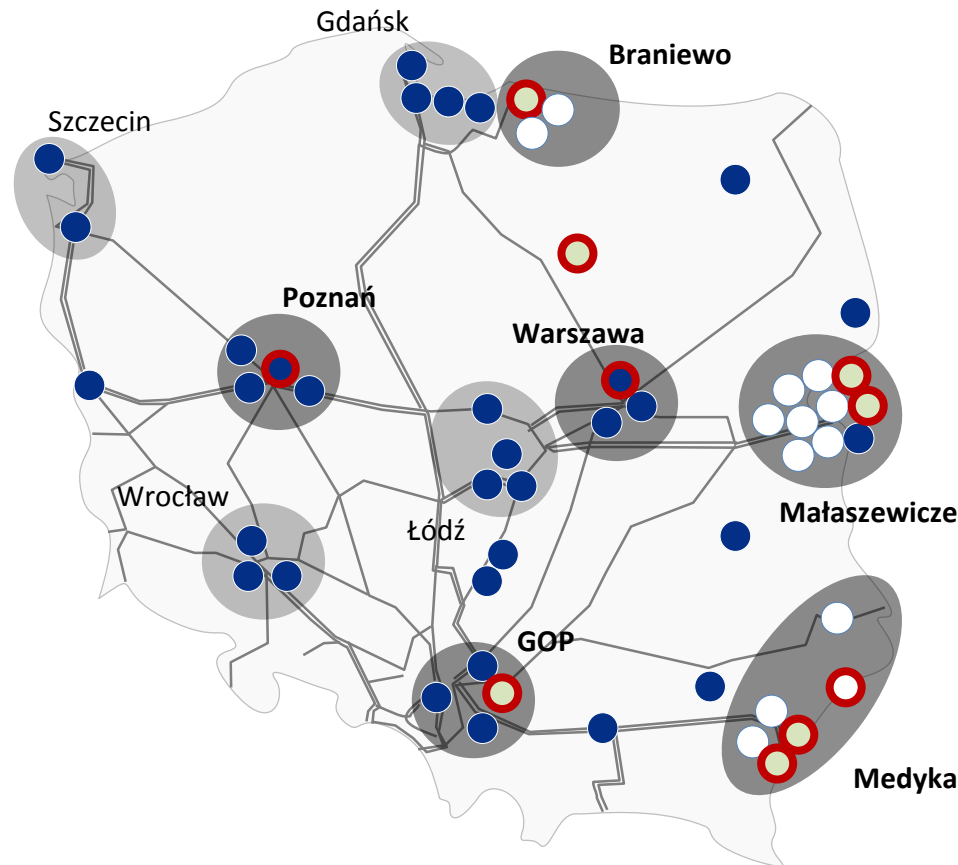 Gdańsk
Braniewo
Szczecin
Poznań
Warszawa
Wrocław
Łódź
Małaszewicze
GOP
Medyka